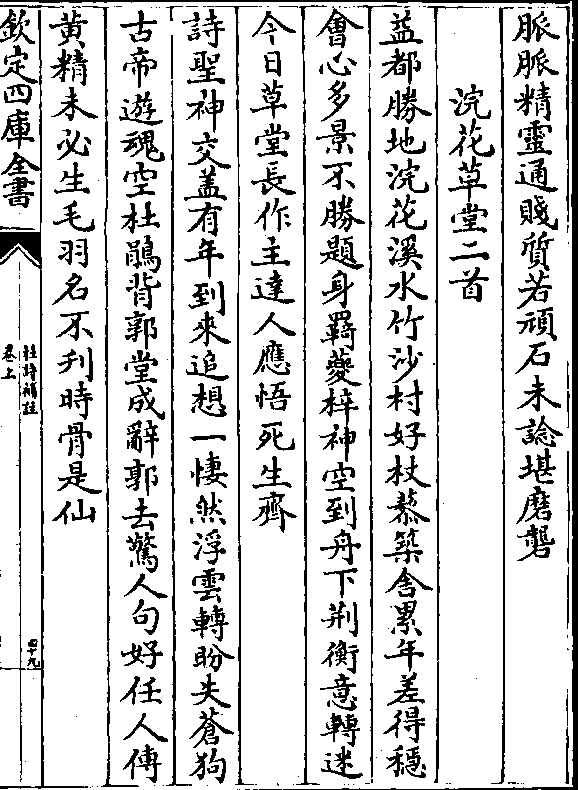 脈脈精靈通賤質若頑石未諗堪磨礱
浣花草堂二首
益都勝地浣花溪水竹沙村好杖藜築舍累年差得穩
會心多景不勝題身羇夔梓神空到舟下荆衡意轉迷
今日草堂長作主達人應悟死生齊
詩聖神交蓋有年到來追想一悽然浮雲轉盼失蒼狗
古帝遊魂空杜鵑背郭堂成辭郭去驚人句好任人傳
黄精未必生毛羽名不刋時骨是仙
欽定四庫全書
杜詩補註
卷上
四十九